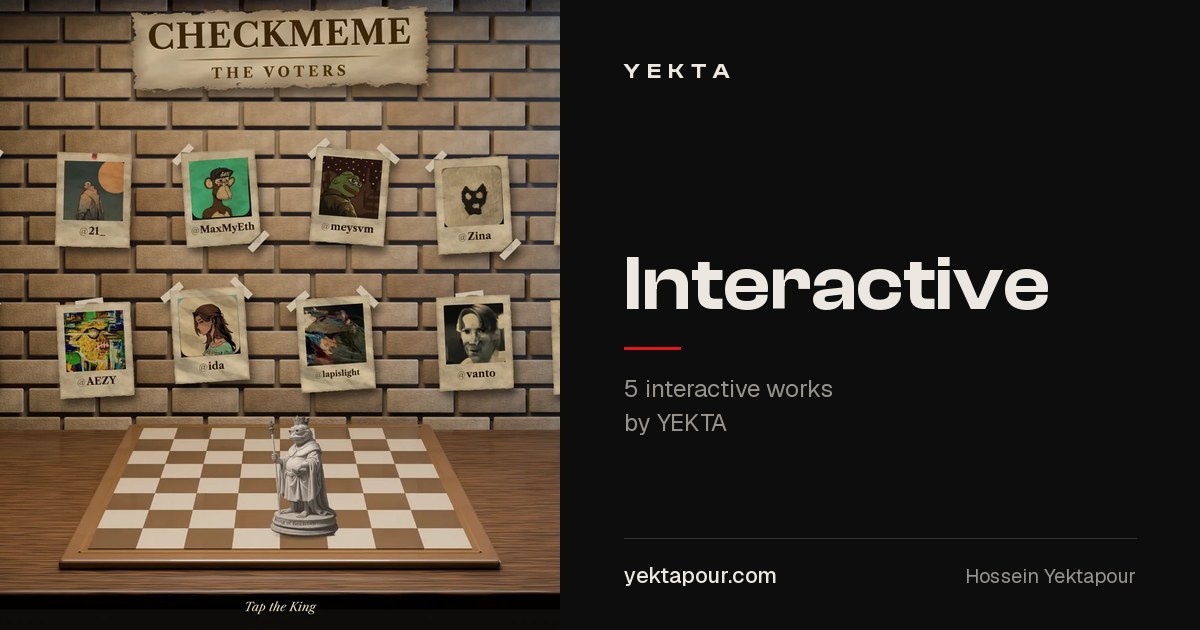 CHECKMEME
THE VOTERS
@21_
@MaxMyEth
@meysvm
@Zina
@AEZY
@ida
@lapislight
@vanto
Tap the King
YEKTA
Interactive
5 interactive works
by YEKTA
yektapour.com
Hossein Yektapour